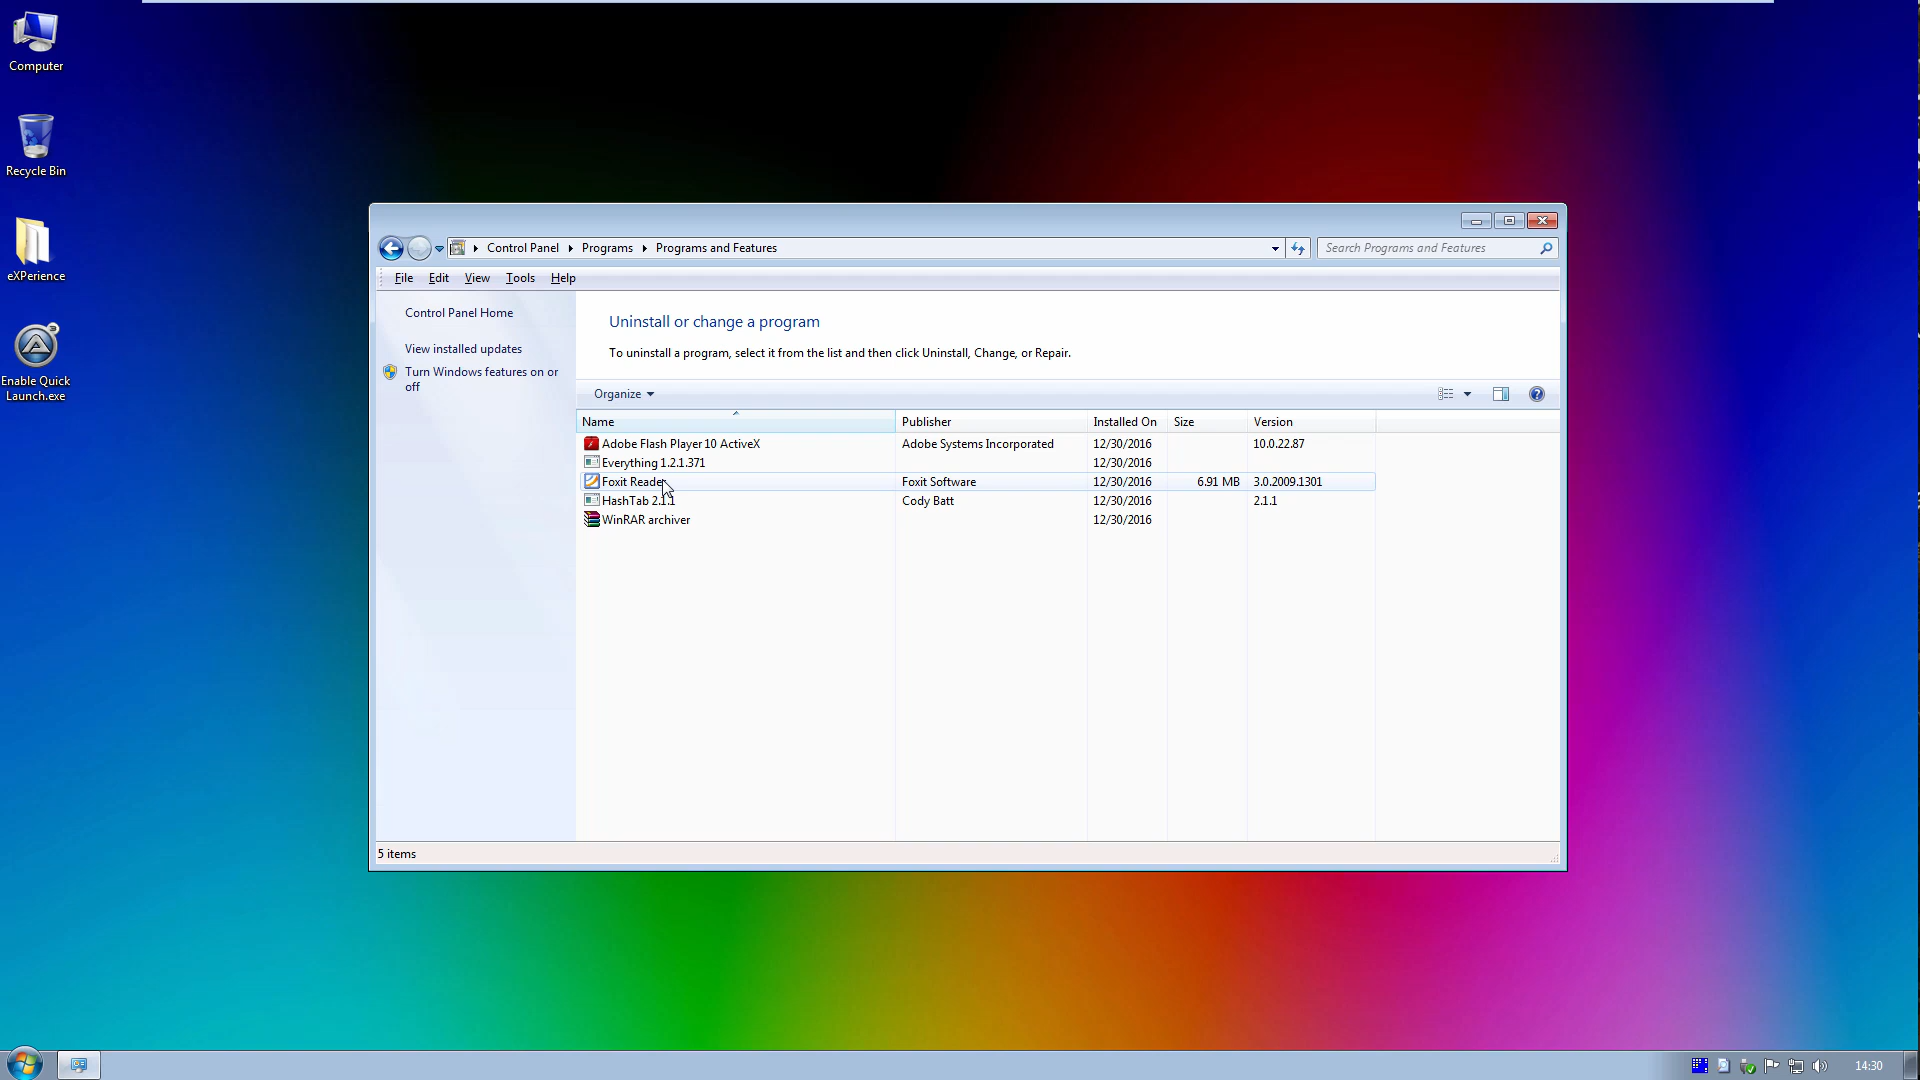 Computer
Recycle Bin
eXPerience
Enable Quick
Launch.exe
Control Panel
Programs
Programs and Features
Search Programs and Features
File
Edit
View
Tools
Help
Control Panel Home
View installed updates
Turn Windows features on or
off
Uninstall or change a program
To uninstall a program, select it from the list and then click Uninstall, Change, or Repair.
Organize
Name Publisher Installed On Size Version
Adobe Flash Player 10 ActiveX Adobe Systems Incorporated 12/30/2016 10.0.22.87
Everything 1.2.1.371 12/30/2016
Foxit Reader Foxit Software 12/30/2016 6.91 MB 3.0.2009.1301
HashTab 2.1.1 Cody Batt 12/30/2016 2.1.1
WinRAR archiver 12/30/2016
5 items
14:30